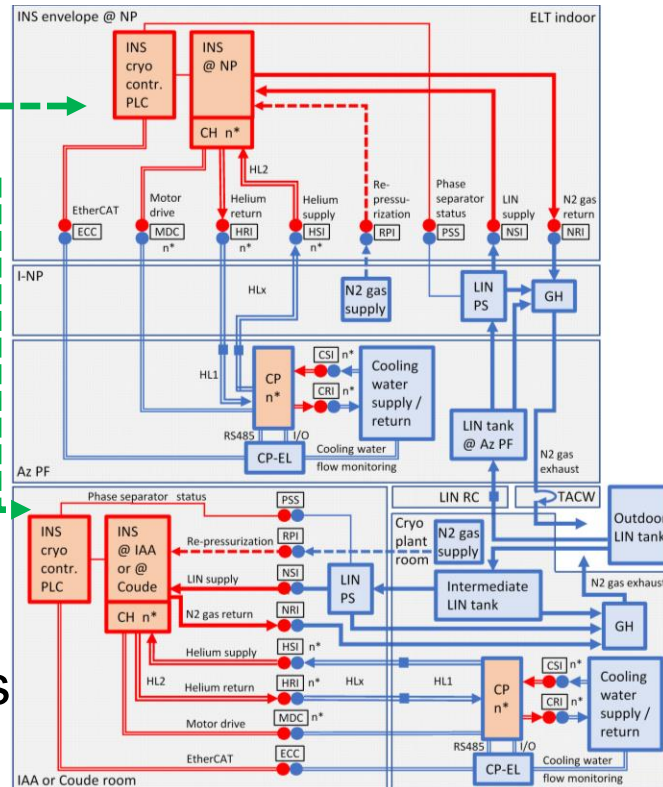 INS envelope @ NP
ELT indoor
INS
cryo
contr.
PLC
INS
@ NP
CH n*
HL2
EtherCAT
Motor
drive
Helium
return
Helium
supply
Re-
pressu-
rization
Phase
separator
status
LIN
supply
N2 gas
return
ECC
MDC
n*
HRI
n*
HSI
n*
RPI
PSS
NSI
NRI
I-NP
HLx
N2 gas
supply
LIN
PS
GH
HL1
CP
n*
CSI n*
CRI n*
Cooling
water
supply /
return
RS485
I/O
CP-EL
Cooling water
flow monitoring
LIN tank
@ Az PF
N2 gas
exhaust
Az PF
LIN RC
TACW
Phase separator status
PSS
INS
cryo
contr.
PLC
INS
@ IAA
or @
Coude
CH n*
Re-pressurization
RPI
LIN supply
NSI
N2 gas return
NRI
LIN
PS
Cryo
plant
room
N2 gas
supply
Outdoor
LIN tank
Intermediate
LIN tank
N2 gas exhaust
GH
Helium supply
HSI n*
HL2
Helium return
HRI n*
HLx
HL1
Motor drive
MDC n*
EtherCAT
ECC
CP
n*
CSI n*
CRI n*
Cooling
water
supply /
return
RS485
I/O
CP-EL
Cooling water
flow monitoring
IAA or Coude room
s